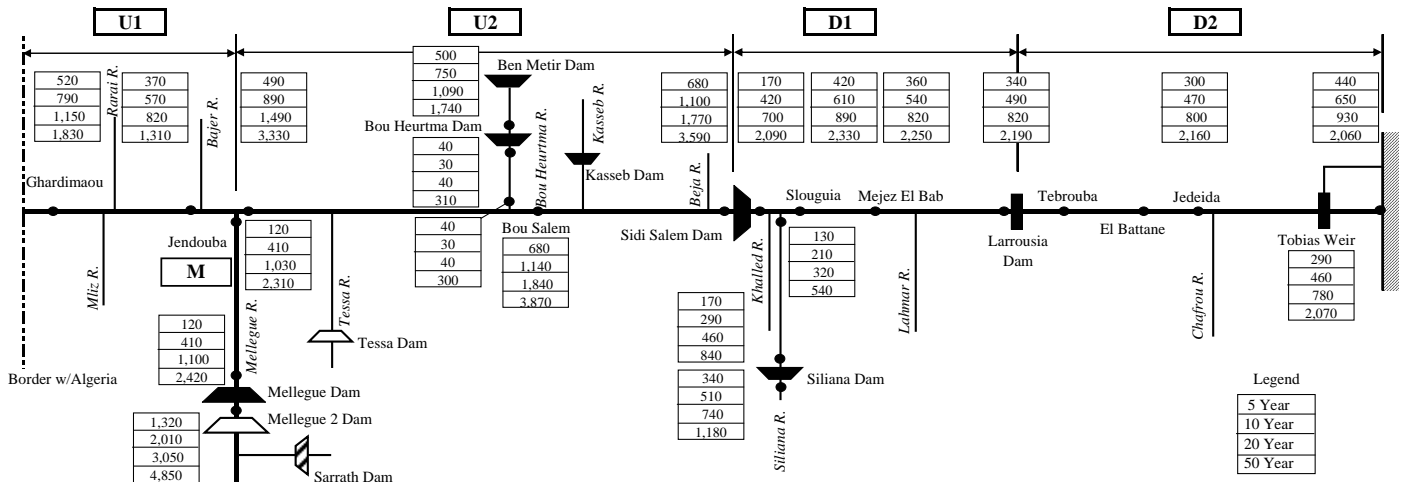 U1
U2
D1
D2
520
790
1,150
1,830
Rarai R.
370
570
820
1,310
Bajer R.
490
890
1,490
3,330
500
750
1,090
1,740
Ben Metir Dam
Bou Heurtma Dam
40
30
40
310
Bou Heurtma R.
Kasseb R.
Kasseb Dam
680
1,100
1,770
3,590
Beja R.
170
420
700
2,090
420
610
890
2,330
360
540
820
2,250
340
490
820
2,190
300
470
800
2,160
440
650
930
2,060
Ghardimaou
Slouguia
Mejez El Bab
Tebrouba
Jedeida
El Battane
Jendouba
M
Mliz R.
120
410
1,030
2,310
Tessa R.
Tessa Dam
40
30
40
300
Bou Salem
680
1,140
1,840
3.870
Sidi Salem Dam
Khalled R.
130
210
320
540
Lahmar R.
Larrousia
Dam
Chafrou R.
Tobias Weir
290
460
780
2,070
Mellegue R.
120
410
1,100
2,420
170
290
460
840
340
510
740
1,180
Siliana Dam
Siliana R.
Border w/Algeria
Mellegue Dam
Mellegue 2 Dam
1,320
2,010
3,050
4,850
Sarrath Dam
Legend
5 Year
10 Year
20 Year
50 Year